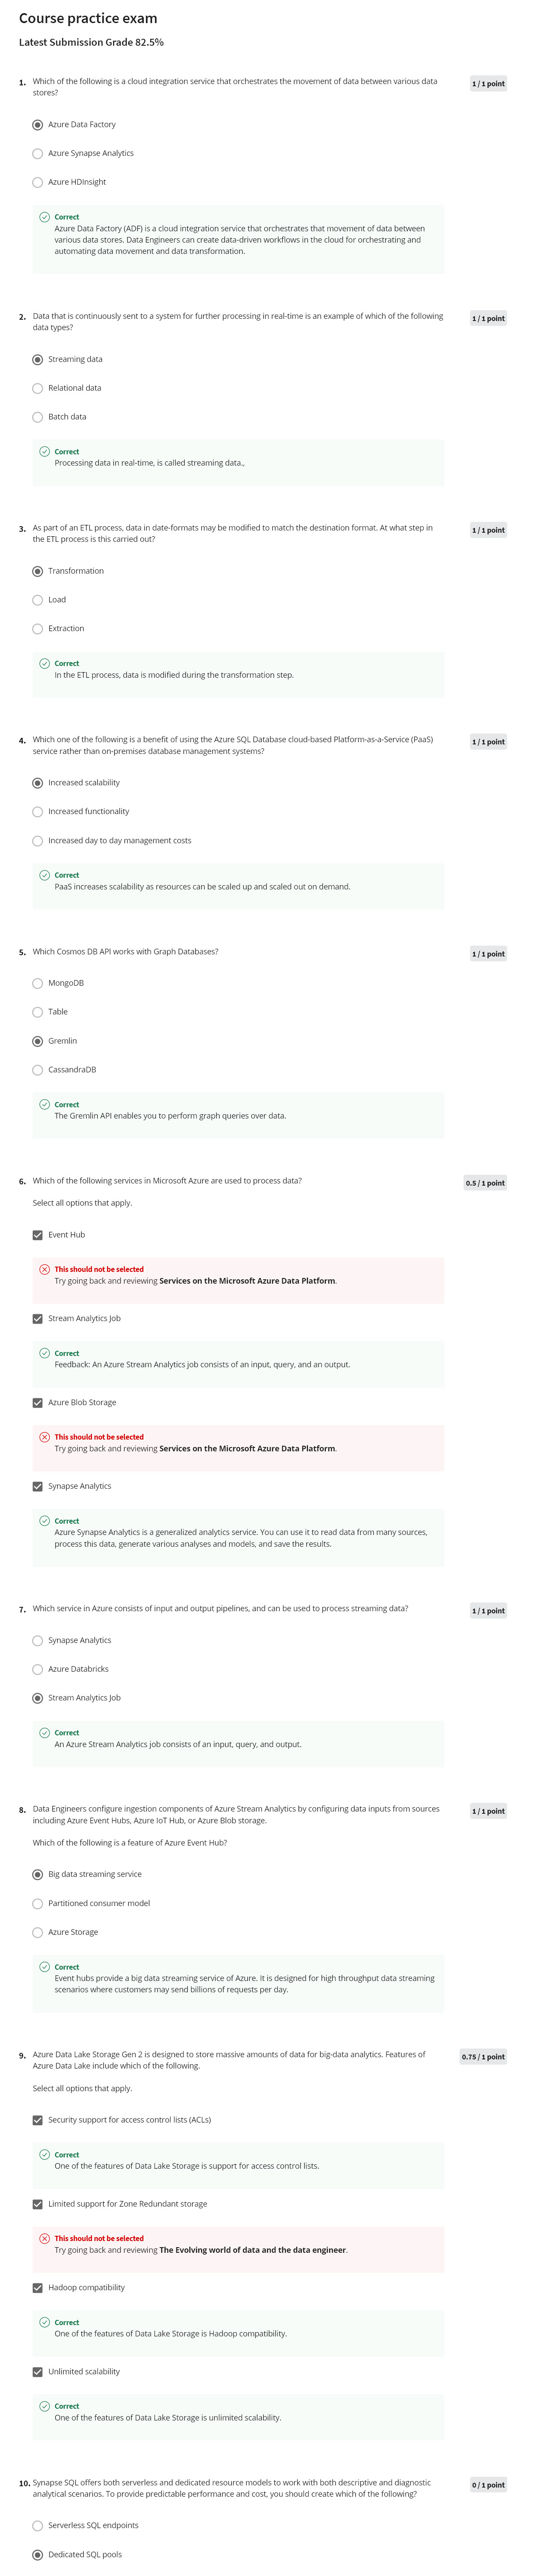 Course practice exam
Latest Submission Grade 82.5%
1. Which of the following is a cloud integration service that orchestrates the movement of data between various data
stores?
1 / 1 point
Azure Data Factory
Azure Synapse Analytics
Azure HDInsight
Correct
Azure Data Factory (ADF) is a cloud integration service that orchestrates that movement of data between
various data stores. Data Engineers can create data-driven workflows in the cloud for orchestrating and
automating data movement and data transformation.
2. Data that is continuously sent to a system for further processing in real-time is an example of which of the following
data types?
1 / 1 point
Streaming data
Relational data
Batch data
Correct
Processing data in real-time, is called streaming data.,
3. As part of an ETL process, data in date-formats may be modified to match the destination format. At what step in
the ETL process is this carried out?
1 / 1 point
Transformation
Load
Extraction
Correct
In the ETL process, data is modified during the transformation step.
4. Which one of the following is a benefit of using the Azure SQL Database cloud-based Platform-as-a-Service (PaaS)
service rather than on-premises database management systems?
1 / 1 point
Increased scalability
Increased functionality
Increased day to day management costs
Correct
PaaS increases scalability as resources can be scaled up and scaled out on demand.
5. Which Cosmos DB API works with Graph Databases?
1 / 1 point
MongoDB
Table
Gremlin
CassandraDB
Correct
The Gremlin API enables you to perform graph queries over data.
6. Which of the following services in Microsoft Azure are used to process data?
0.5 / 1 point
Select all options that apply.
Event Hub
This should not be selected
Try going back and reviewing Services on the Microsoft Azure Data Platform.
Stream Analytics Job
Correct
Feedback: An Azure Stream Analytics job consists of an input, query, and an output.
Azure Blob Storage
This should not be selected
Try going back and reviewing Services on the Microsoft Azure Data Platform.
Synapse Analytics
Correct
Azure Synapse Analytics is a generalized analytics service. You can use it to read data from many sources,
process this data, generate various analyses and models, and save the results.
7. Which service in Azure consists of input and output pipelines, and can be used to process streaming data?
1 / 1 point
Synapse Analytics
Azure Databricks
Stream Analytics Job
Correct
An Azure Stream Analytics job consists of an input, query, and an output.
8. Data Engineers configure ingestion components of Azure Stream Analytics by configuring data inputs from sources
including Azure Event Hubs, Azure IoT Hub, or Azure Blob storage.
1 / 1 point
Which of the following is a feature of Azure Event Hub?
Big data streaming service
Partitioned consumer model
Azure Storage
Correct
Event hubs provide a big data streaming service of Azure. It is designed for high throughput data streaming
scenarios where customers may send billions of requests per day.
9. Azure Data Lake Storage Gen 2 is designed to store massive amounts of data for big-data analytics. Features of
Azure Data Lake include which of the following.
0.75 / 1 point
Select all options that apply.
Security support for access control lists (ACLs)
Correct
One of the features of Data Lake Storage is support for access control lists.
Limited support for Zone Redundant storage
This should not be selected
Try going back and reviewing The Evolving world of data and the data engineer.
Hadoop compatibility
Correct
One of the features of Data Lake Storage is Hadoop compatibility.
Unlimited scalability
Correct
One of the features of Data Lake Storage is unlimited scalability.
10. Synapse SQL offers both serverless and dedicated resource models to work with both descriptive and diagnostic
analytical scenarios. To provide predictable performance and cost, you should create which of the following?
0 / 1 point
Serverless SQL endpoints
Dedicated SQL pools